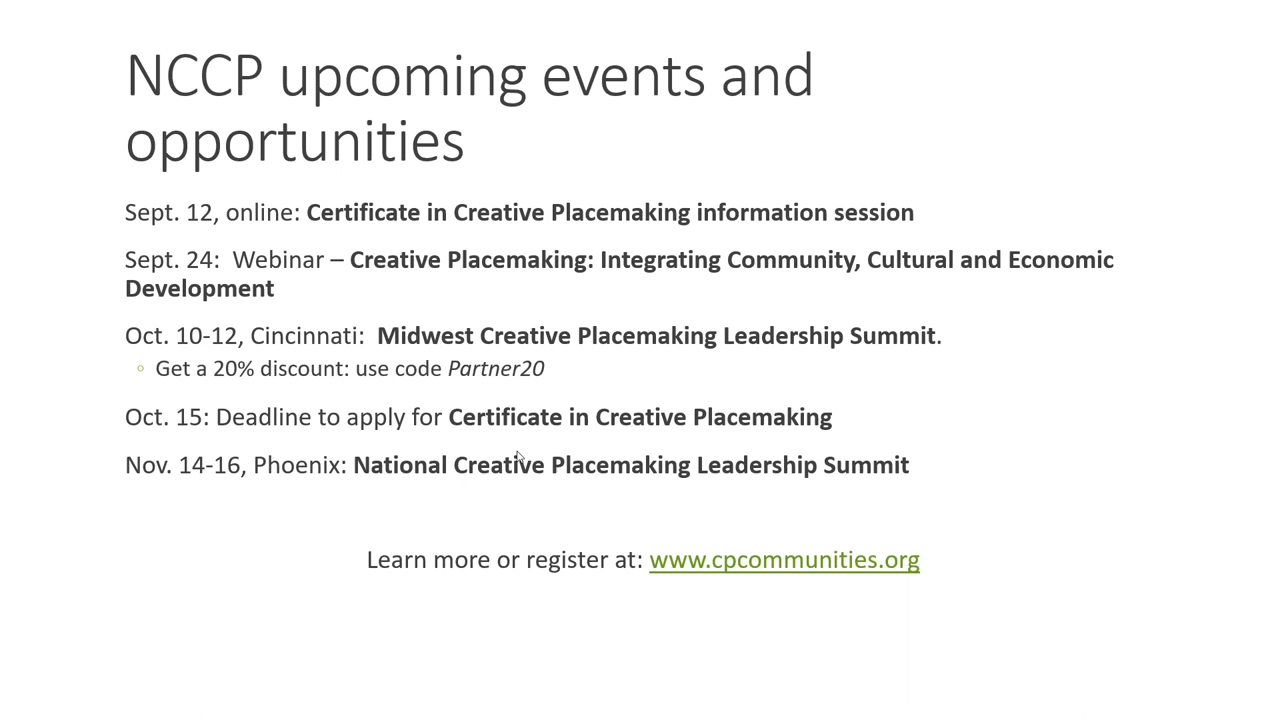 NCCP upcoming events and
opportunities
Sept. 12, online: Certificate in Creative Placemaking information session
Sept. 24:  Webinar – Creative Placemaking: Integrating Community, Cultural and Economic
Development
Oct. 10-12, Cincinnati:  Midwest Creative Placemaking Leadership Summit.
Get a 20% discount: use code Partner20
Oct. 15: Deadline to apply for Certificate in Creative Placemaking
Nov. 14-16, Phoenix: National Creative Placemaking Leadership Summit
Learn more or register at: www.cpcommunities.org